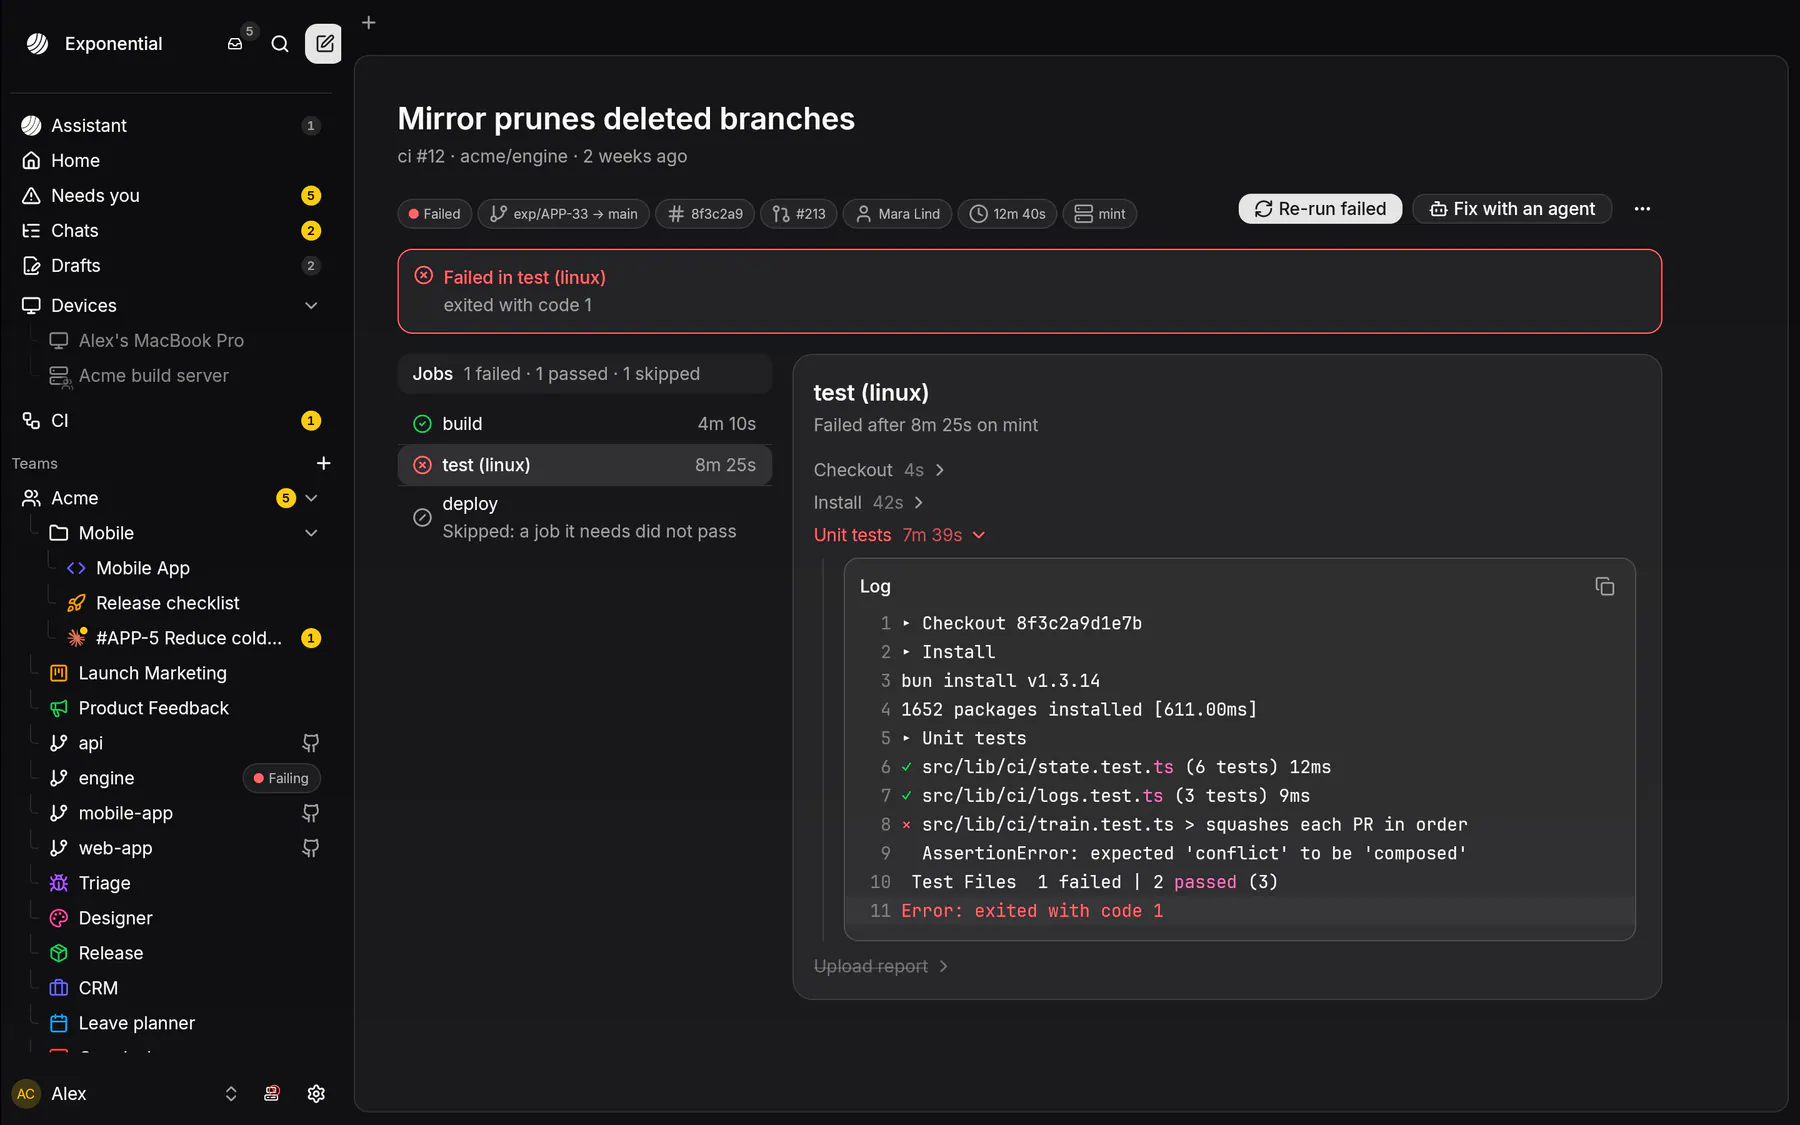 Exponential
5
Assistant
1
Home
Needs you
5
Chats
2
Drafts
2
Devices
Alex's MacBook Pro
Acme build server
CI
1
Teams
Acme
5
Mobile
Mobile App
Release checklist
#APP-5 Reduce cold...
1
Launch Marketing
Product Feedback
api
engine
Failing
mobile-app
web-app
Triage
Designer
Release
CRM
Leave planner
AC
Alex
Mirror prunes deleted branches
ci #12 · acme/engine · 2 weeks ago
Failed
exp/APP-33 → main
8f3c2a9
#213
Mara Lind
12m 40s
mint
Re-run failed
Fix with an agent
Failed in test (linux)
exited with code 1
Jobs 1 failed · 1 passed · 1 skipped
build 4m 10s
test (linux) 8m 25s
deploy
Skipped: a job it needs did not pass
test (linux)
Failed after 8m 25s on mint
Checkout 4s
Install 42s
Unit tests 7m 39s
Log
1 ▸ Checkout 8f3c2a9d1e7b
2 ▸ Install
3 bun install v1.3.14
4 1652 packages installed [611.00ms]
5 ▸ Unit tests
6 ✓ src/lib/ci/state.test.ts (6 tests) 12ms
7 ✓ src/lib/ci/logs.test.ts (3 tests) 9ms
8 × src/lib/ci/train.test.ts > squashes each PR in order
9 AssertionError: expected 'conflict' to be 'composed'
10 Test Files 1 failed | 2 passed (3)
11 Error: exited with code 1
Upload report